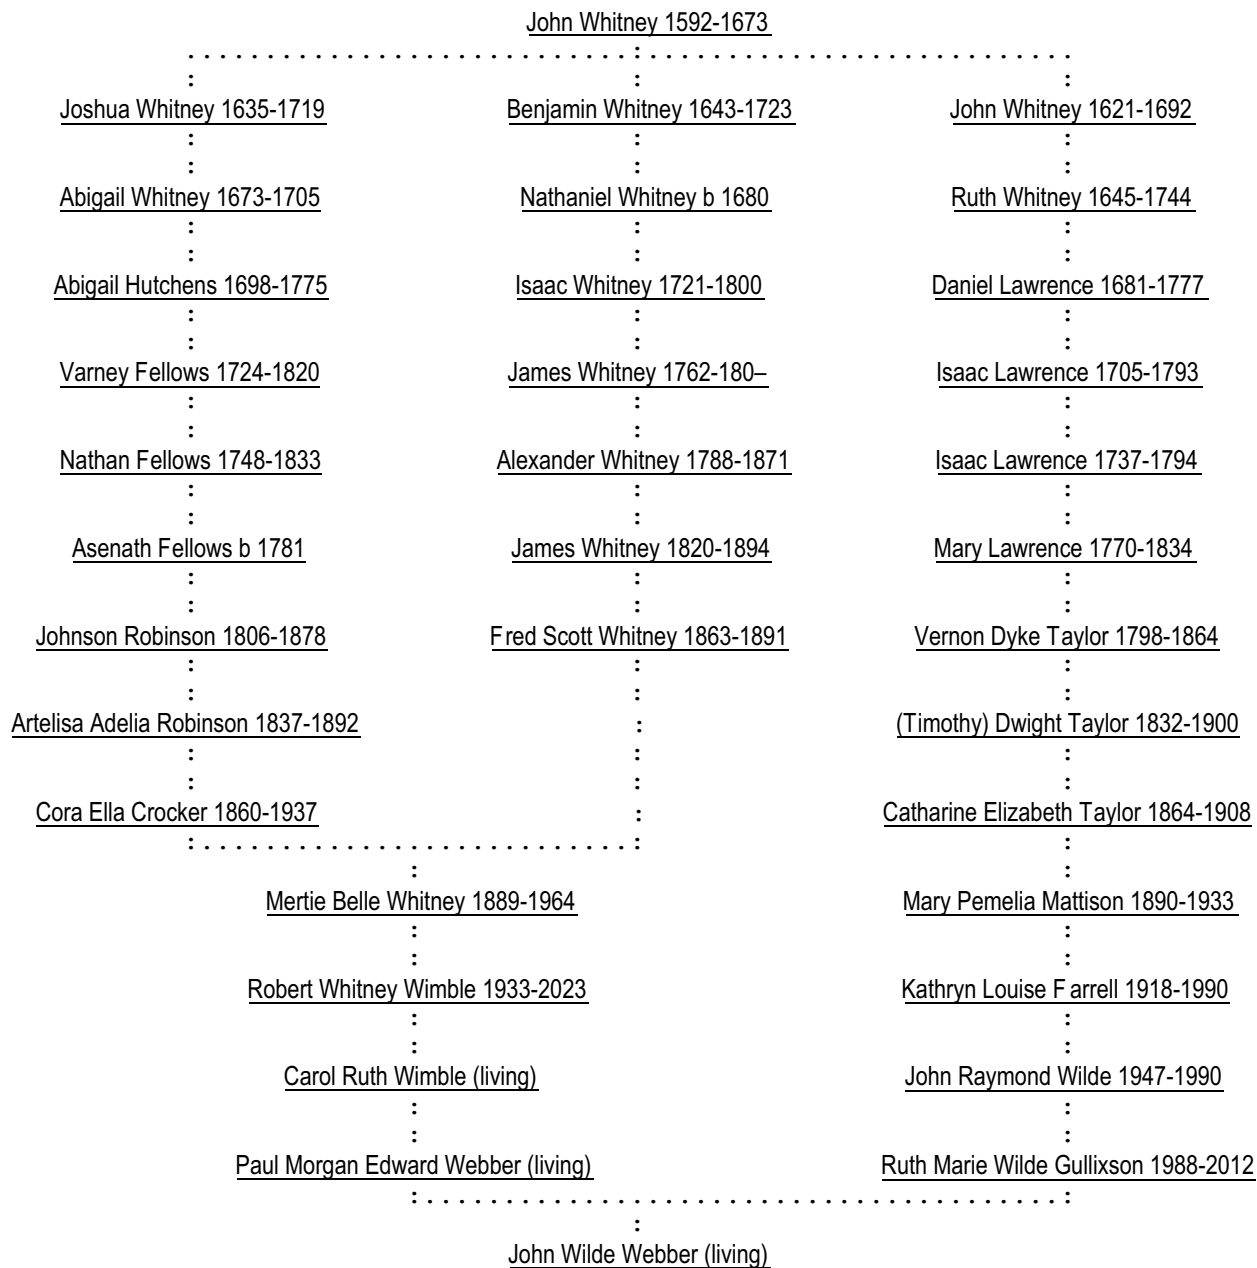 John Whitney 1592-1673
Joshua Whitney 1635-1719 Benjamin Whitney 1643-1723 John Whitney 1621-1692
Abigail Whitney 1673-1705 Nathaniel Whitney b 1680 Ruth Whitney 1645-1744
Abigail Hutchens 1698-1775 Isaac Whitney 1721-1800 Daniel Lawrence 1681-1777
Varney Fellows 1724-1820 James Whitney 1762-180– Isaac Lawrence 1705-1793
Nathan Fellows 1748-1833 Alexander Whitney 1788-1871 Isaac Lawrence 1737-1794
Asenath Fellows b 1781 James Whitney 1820-1894 Mary Lawrence 1770-1834
Johnson Robinson 1806-1878 Fred Scott Whitney 1863-1891 Vernon Dyke Taylor 1798-1864
Artelisa Adelia Robinson 1837-1892 (Timothy) Dwight Taylor 1832-1900
Cora Ella Crocker 1860-1937 Catharine Elizabeth Taylor 1864-1908
Mertie Belle Whitney 1889-1964 Mary Pemelia Mattison 1890-1933
Robert Whitney Wimble 1933-2023 Kathryn Louise Farrell 1918-1990
Carol Ruth Wimble (living) John Raymond Wilde 1947-1990
Paul Morgan Edward Webber (living) Ruth Marie Wilde Gullixson 1988-2012
John Wilde Webber (living)